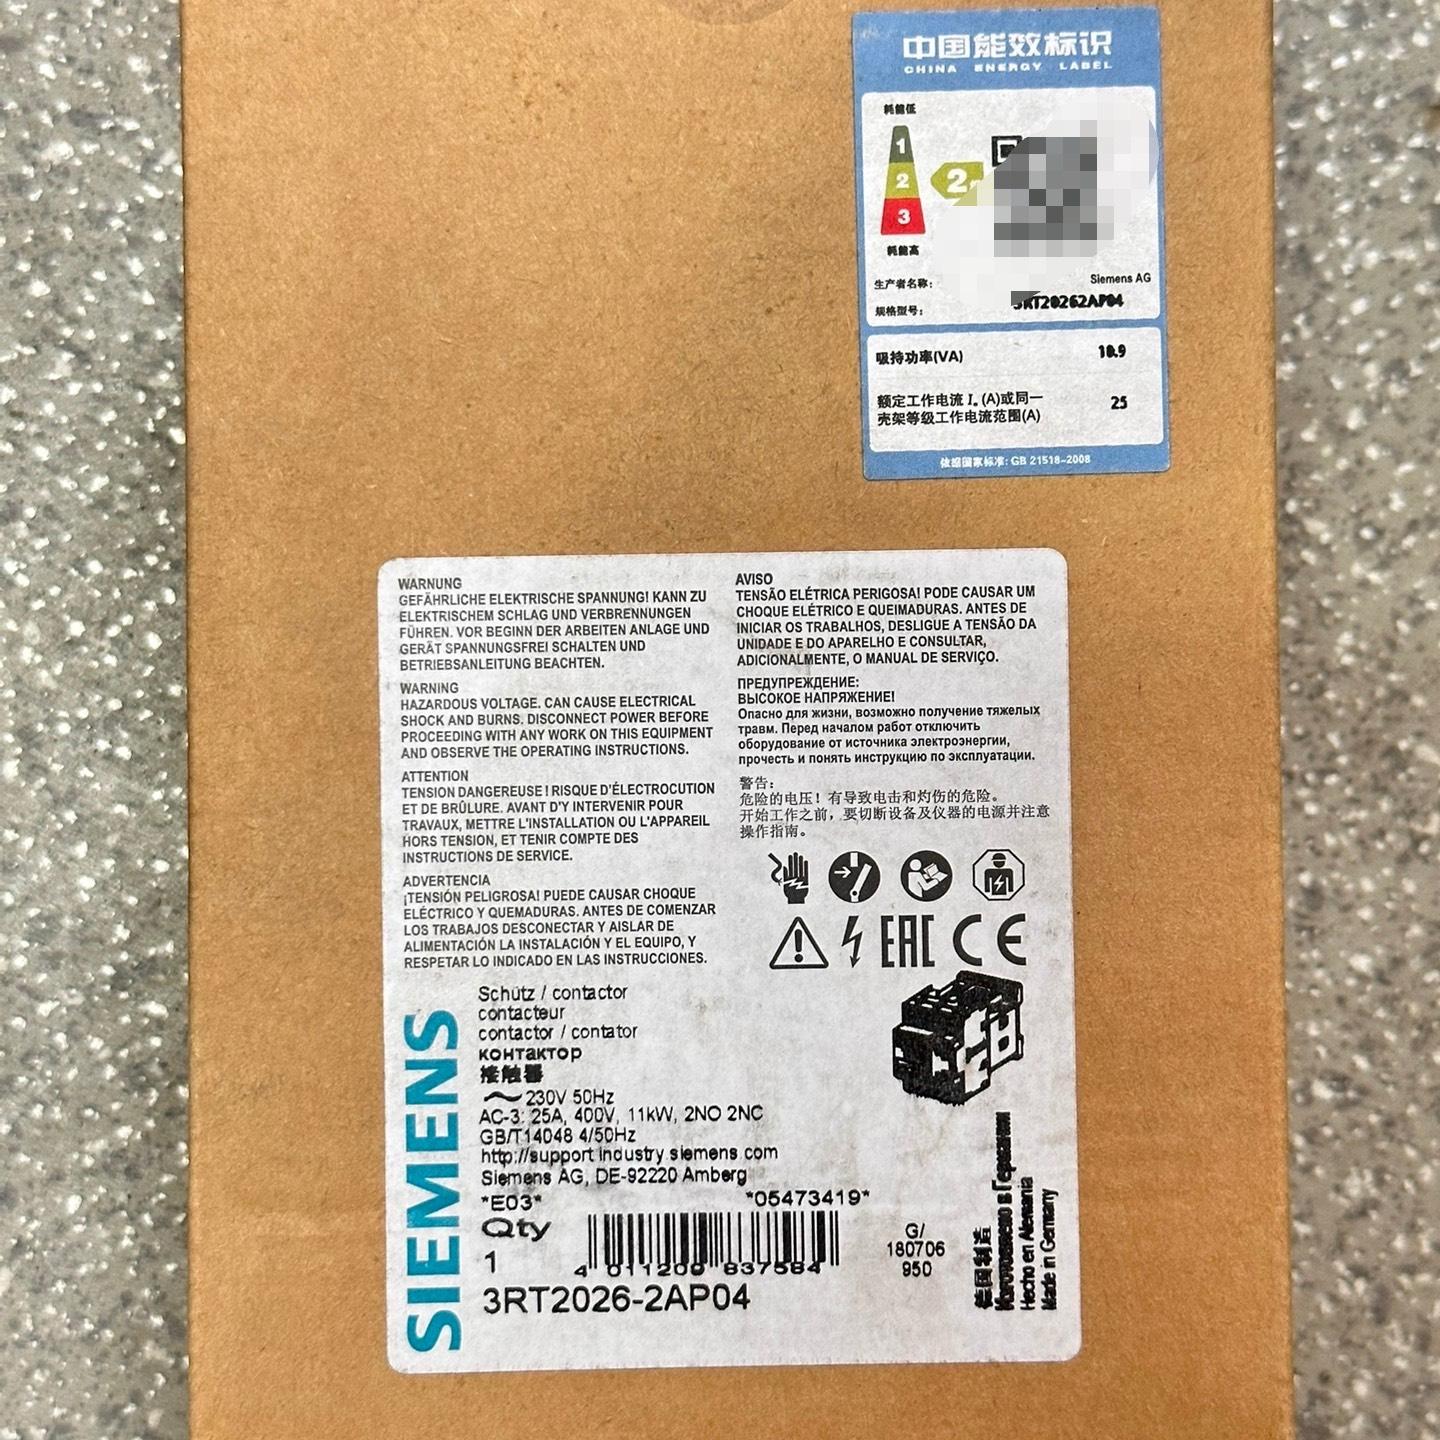 中国能效标识
CHINA ENERGY LABEL
耗能低
1
2
3
2
耗能高
生产者名称:
Siemens AG
规格型号:
3RT20262AP04
吸持功率(VA)
10.9
额定工作电流 Iₑ (A)或同一
壳架等级工作电流范围(A)
25
依据国家标准: GB 21518-2008
WARNUNG
GEFÄHRLICHE ELEKTRISCHE SPANNUNG! KANN ZU
ELEKTRISCHEM SCHLAG UND VERBRENNUNGEN
FÜHREN. VOR BEGINN DER ARBEITEN ANLAGE UND
GERÄT SPANNUNGSFREI SCHALTEN UND
BETRIEBSANLEITUNG BEACHTEN.
WARNING
HAZARDOUS VOLTAGE. CAN CAUSE ELECTRICAL
SHOCK AND BURNS. DISCONNECT POWER BEFORE
PROCEEDING WITH ANY WORK ON THIS EQUIPMENT
AND OBSERVE THE OPERATING INSTRUCTIONS.
ATTENTION
TENSION DANGEREUSE ! RISQUE D'ÉLECTROCUTION
ET DE BRÛLURE. AVANT D'Y INTERVENIR POUR
TRAVAUX, METTRE L'INSTALLATION OU L'APPAREIL
HORS TENSION, ET TENIR COMPTE DES
INSTRUCTIONS DE SERVICE.
ADVERTENCIA
¡TENSIÓN PELIGROSA! PUEDE CAUSAR CHOQUE
ELÉCTRICO Y QUEMADURAS. ANTES DE COMENZAR
LOS TRABAJOS DESCONECTAR Y AISLAR DE
ALIMENTACIÓN LA INSTALACIÓN Y EL EQUIPO, Y
RESPETAR LO INDICADO EN LAS INSTRUCCIONES.
AVISO
TENSÃO ELÉTRICA PERIGOSA! PODE CAUSAR UM
CHOQUE ELÉTRICO E QUEIMADURAS. ANTES DE
INICIAR OS TRABALHOS, DESLIGUE A TENSÃO DA
UNIDADE E DO APARELHO E CONSULTAR,
ADICIONALMENTE, O MANUAL DE SERVIÇO.
ПРЕДУПРЕЖДЕНИЕ:
ВЫСОКОЕ НАПРЯЖЕНИЕ!
Опасно для жизни, возможно получение тяжелых
травм. Перед началом работ отключить
оборудование от источника электроэнергии,
прочесть и понять инструкцию по эксплуатации.
警告:
危险的电压！有导致电击和灼伤的危险。
开始工作之前，要切断设备及仪器的电源并注意
操作指南。
EAC CE
SIEMENS
Schütz / contactor
contacteur
contactor / contator
контактор
接触器
~ 230V 50Hz
AC-3: 25A, 400V, 11kW, 2NO 2NC
GB/T14048.4/50Hz
http://support.industry.siemens.com
Siemens AG, DE-92220 Amberg
*E03*
*05473419*
Qty
1
4 011209 837584
3RT2026-2AP04
G/
180706
950
德国制造
Изготовлено в Германии
Hecho en Alemania
Made in Germany